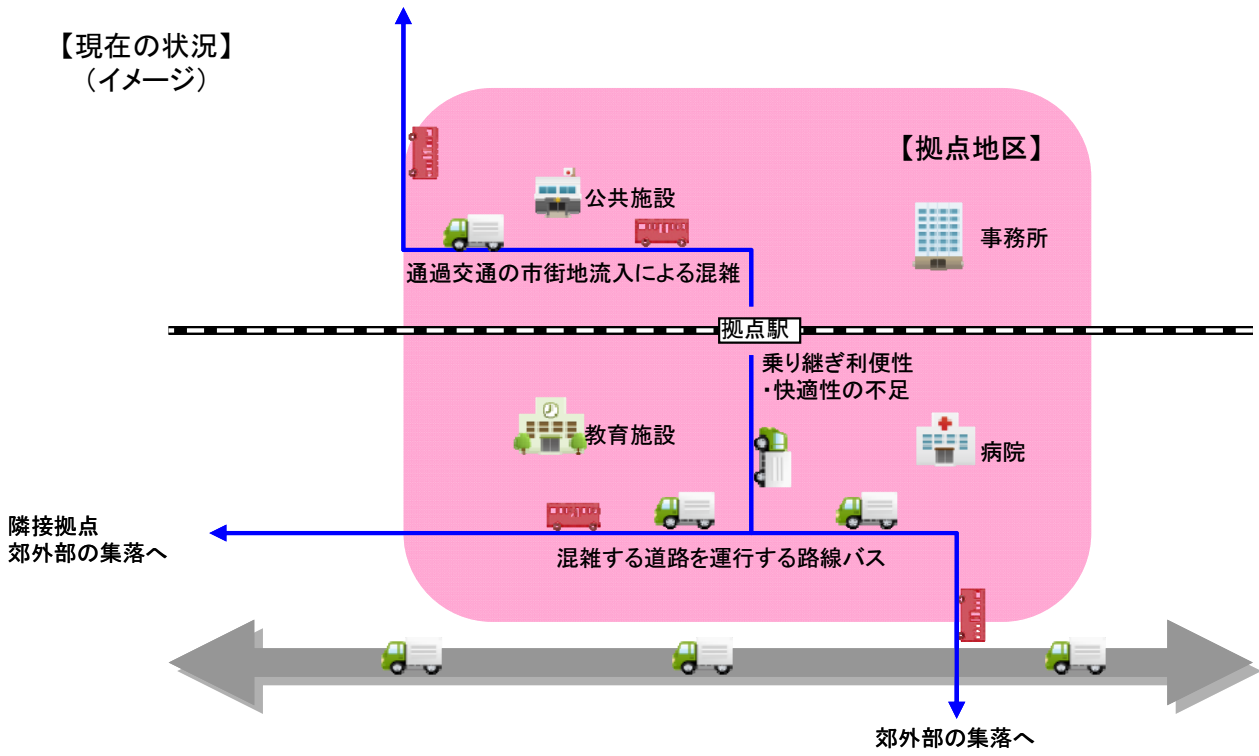 【現在の状況】
（イメージ）
【拠点地区】
公共施設
事務所
通過交通の市街地流入による混雑
拠点駅
乗り継ぎ利便性
・快適性の不足
教育施設
病院
隣接拠点
郊外部の集落へ
混雑する道路を運行する路線バス
郊外部の集落へ